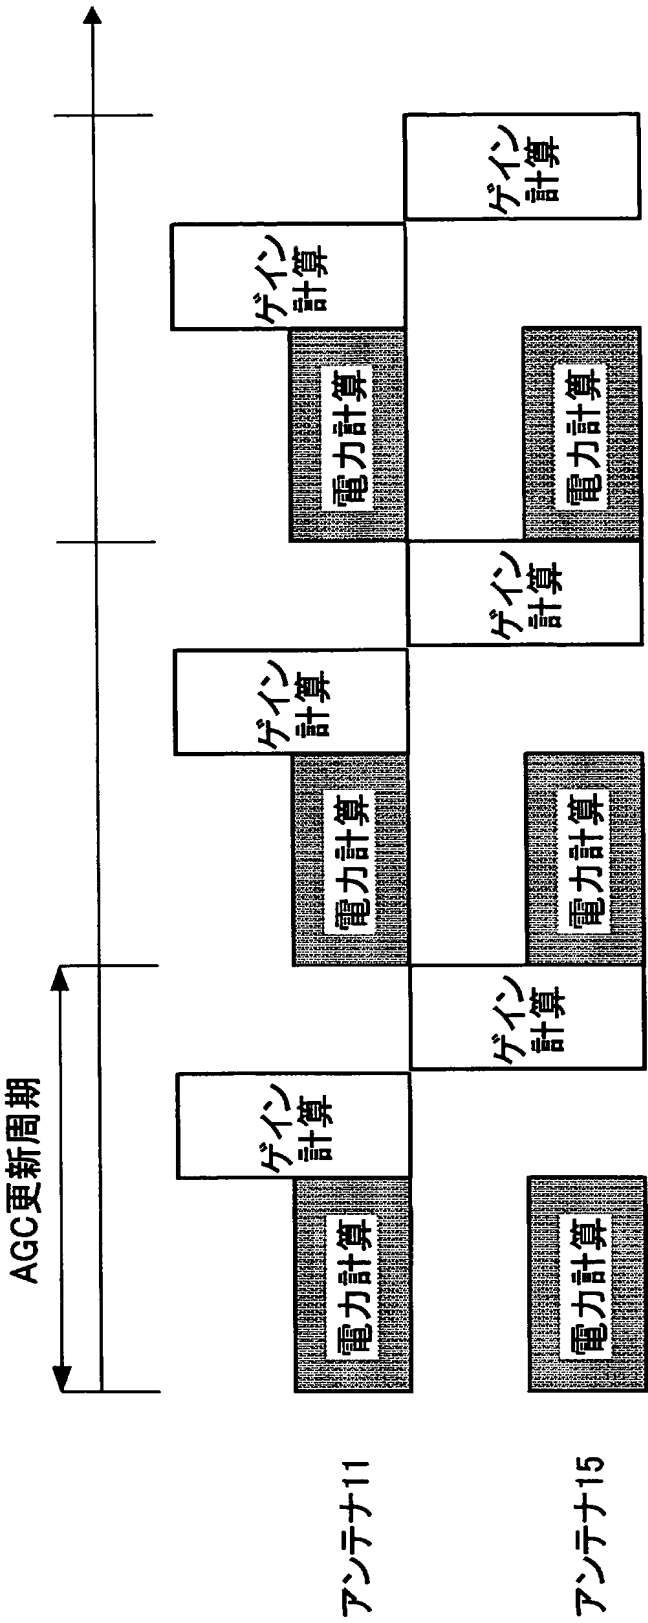 AGC更新周期
アンテナ11
電力計算
ゲイン
計算
電力計算
ゲイン
計算
電力計算
ゲイン
計算
アンテナ15
電力計算
ゲイン
計算
電力計算
ゲイン
計算
電力計算
ゲイン
計算